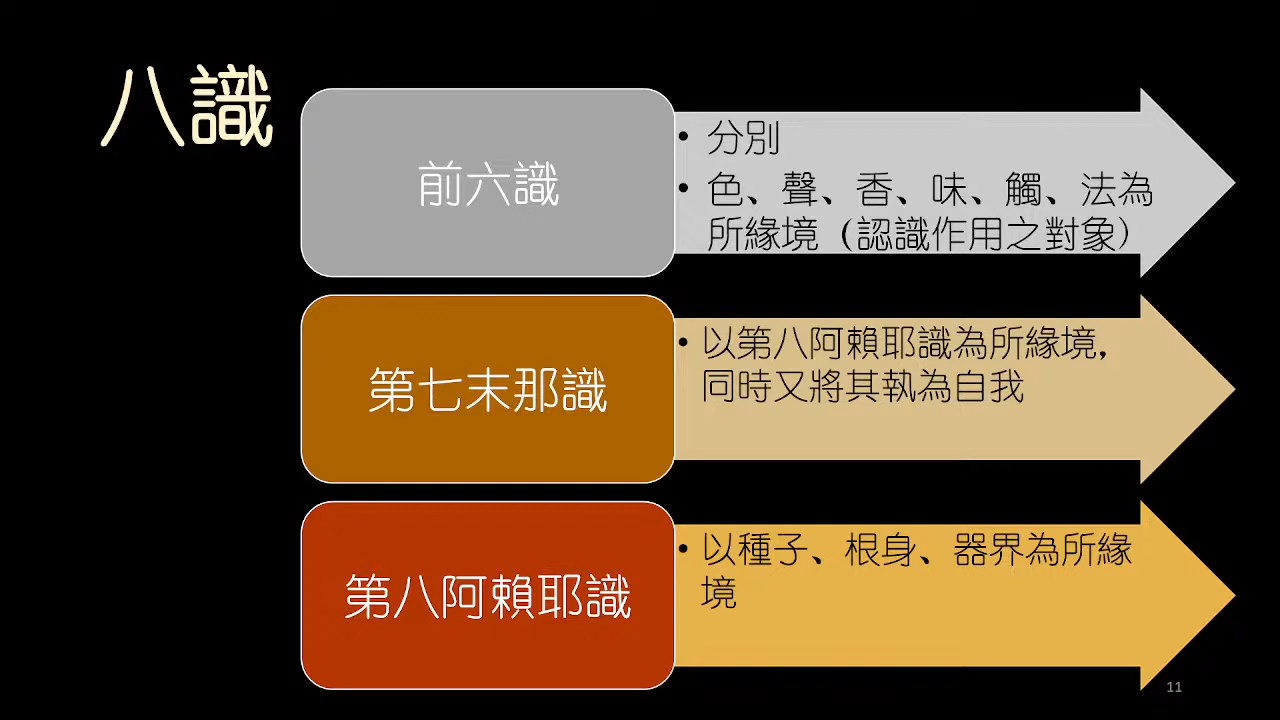 八識
前六識
• 分別
• 色、聲、香、味、觸、法為
所緣境（認識作用之對象）
第七末那識
• 以第八阿賴耶識為所緣境，
同時又將其執為自我
第八阿賴耶識
• 以種子、根身、器界為所緣
境
11